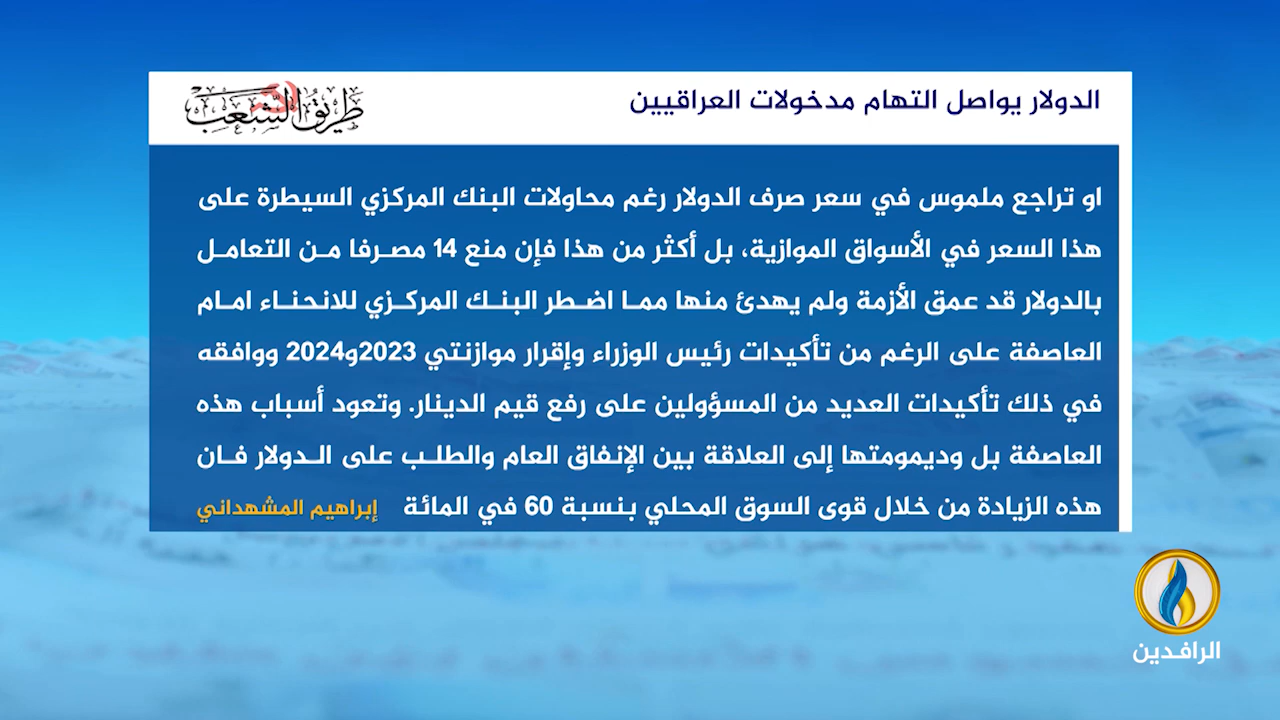 الدولار يواصل التهام مدخولات العراقيين
طريق الشعب
او تراجع ملموس في سعر صرف الدولار رغم محاولات البنك المركزي السيطرة على
هذا السعر في الأسواق الموازية، بل أكثر من هذا فإن منع 14 مصرفا من التعامل
بالدولار قد عمق الأزمة ولم يهدئ منها مما اضطر البنك المركزي للانحناء امام
العاصفة على الرغم من تأكيدات رئيس الوزراء وإقرار موازنتي 2023و2024 ووافقه
في ذلك تأكيدات العديد من المسؤولين على رفع قيم الدينار. وتعود أسباب هذه
العاصفة بل وديمومتها إلى العلاقة بين الإنفاق العام والطلب على الدولار فان
هذه الزيادة من خلال قوى السوق المحلي بنسبة 60 في المائة إبراهيم المشهداني
الرافدين